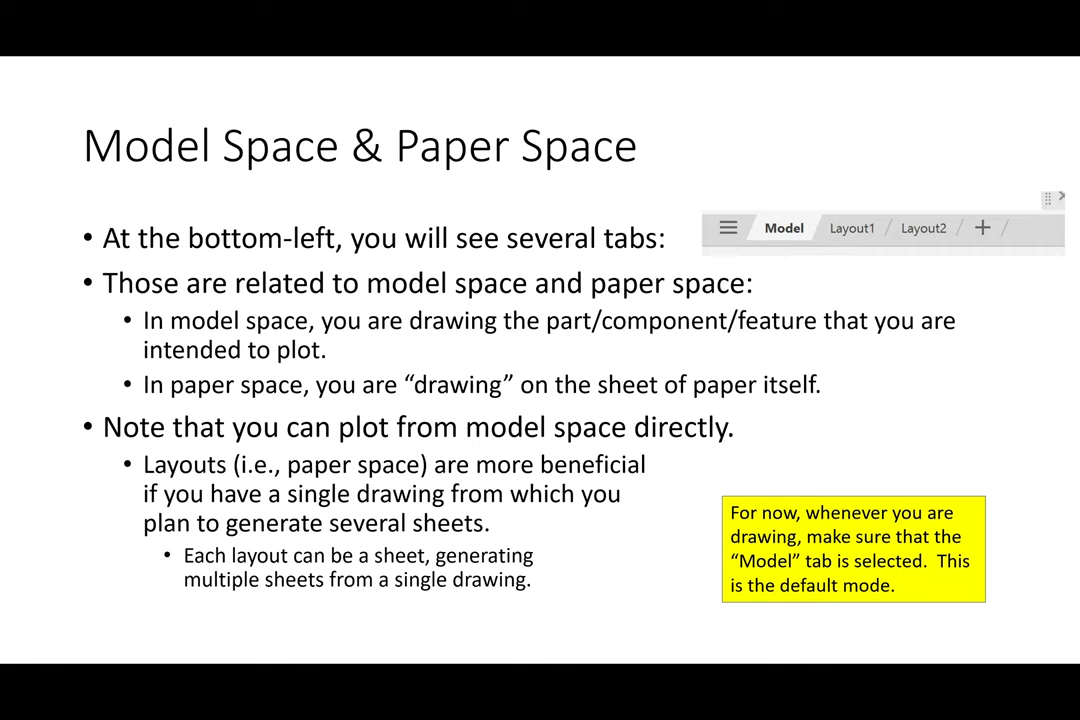 Model Space & Paper Space
• At the bottom-left, you will see several tabs:
Model Layout1 Layout2
• Those are related to model space and paper space:
• In model space, you are drawing the part/component/feature that you are
intended to plot.
• In paper space, you are “drawing” on the sheet of paper itself.
• Note that you can plot from model space directly.
• Layouts (i.e., paper space) are more beneficial
if you have a single drawing from which you
plan to generate several sheets.
• Each layout can be a sheet, generating
multiple sheets from a single drawing.
For now, whenever you are
drawing, make sure that the
“Model” tab is selected.  This
is the default mode.